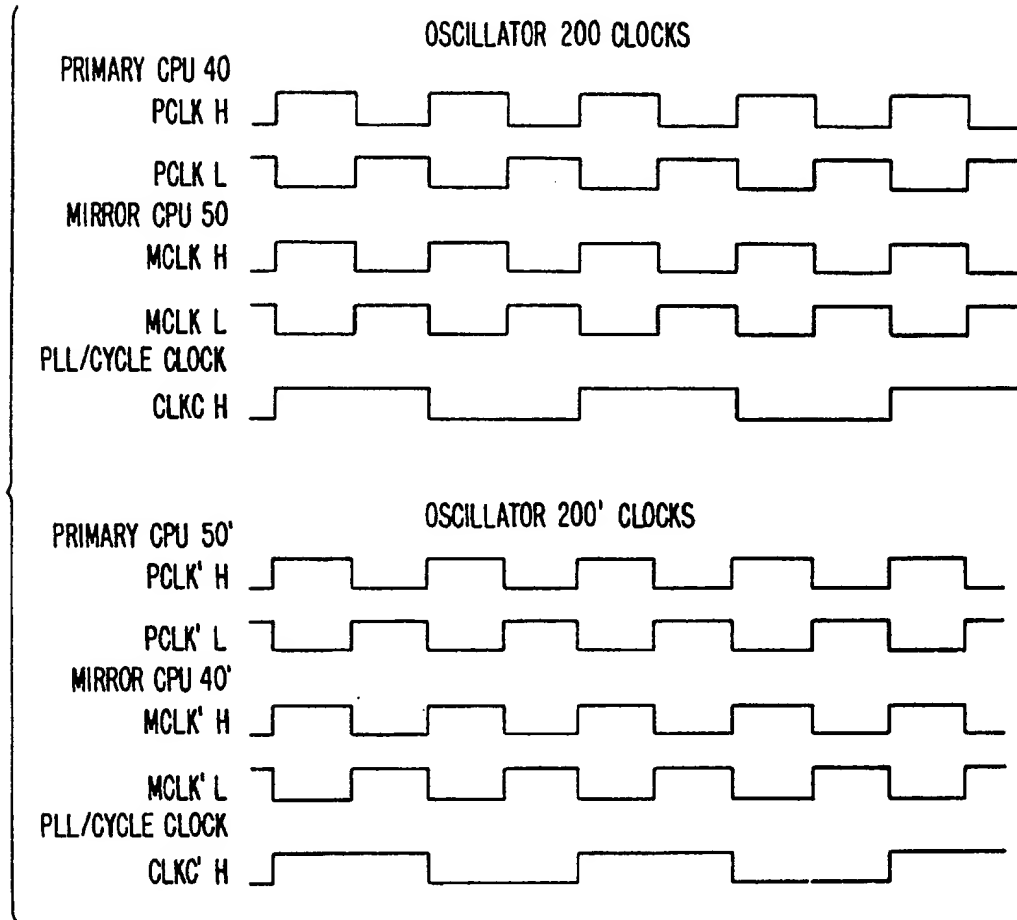 OSCILLATOR 200 CLOCKS
PRIMARY CPU 40
PCLK H
PCLK L
MIRROR CPU 50
MCLK H
MCLK L
PLL/CYCLE CLOCK
CLKC H
OSCILLATOR 200' CLOCKS
PRIMARY CPU 50'
PCLK' H
PCLK' L
MIRROR CPU 40'
MCLK' H
MCLK' L
PLL/CYCLE CLOCK
CLKC' H